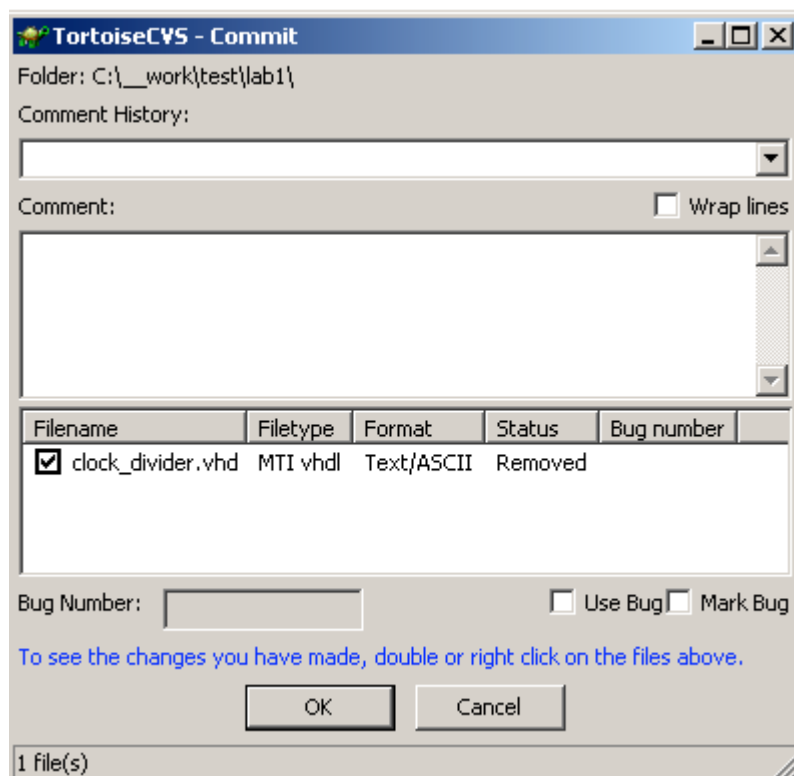 TortoiseCVS - Commit
Folder: C:\__work\test\lab1\
Comment History:
Comment: Wrap lines
Filename Filetype Format Status Bug number
clock_divider.vhd MTI vhdl Text/ASCII Removed
Bug Number: Use Bug Mark Bug
To see the changes you have made, double or right click on the files above.
OK Cancel
1 file(s)